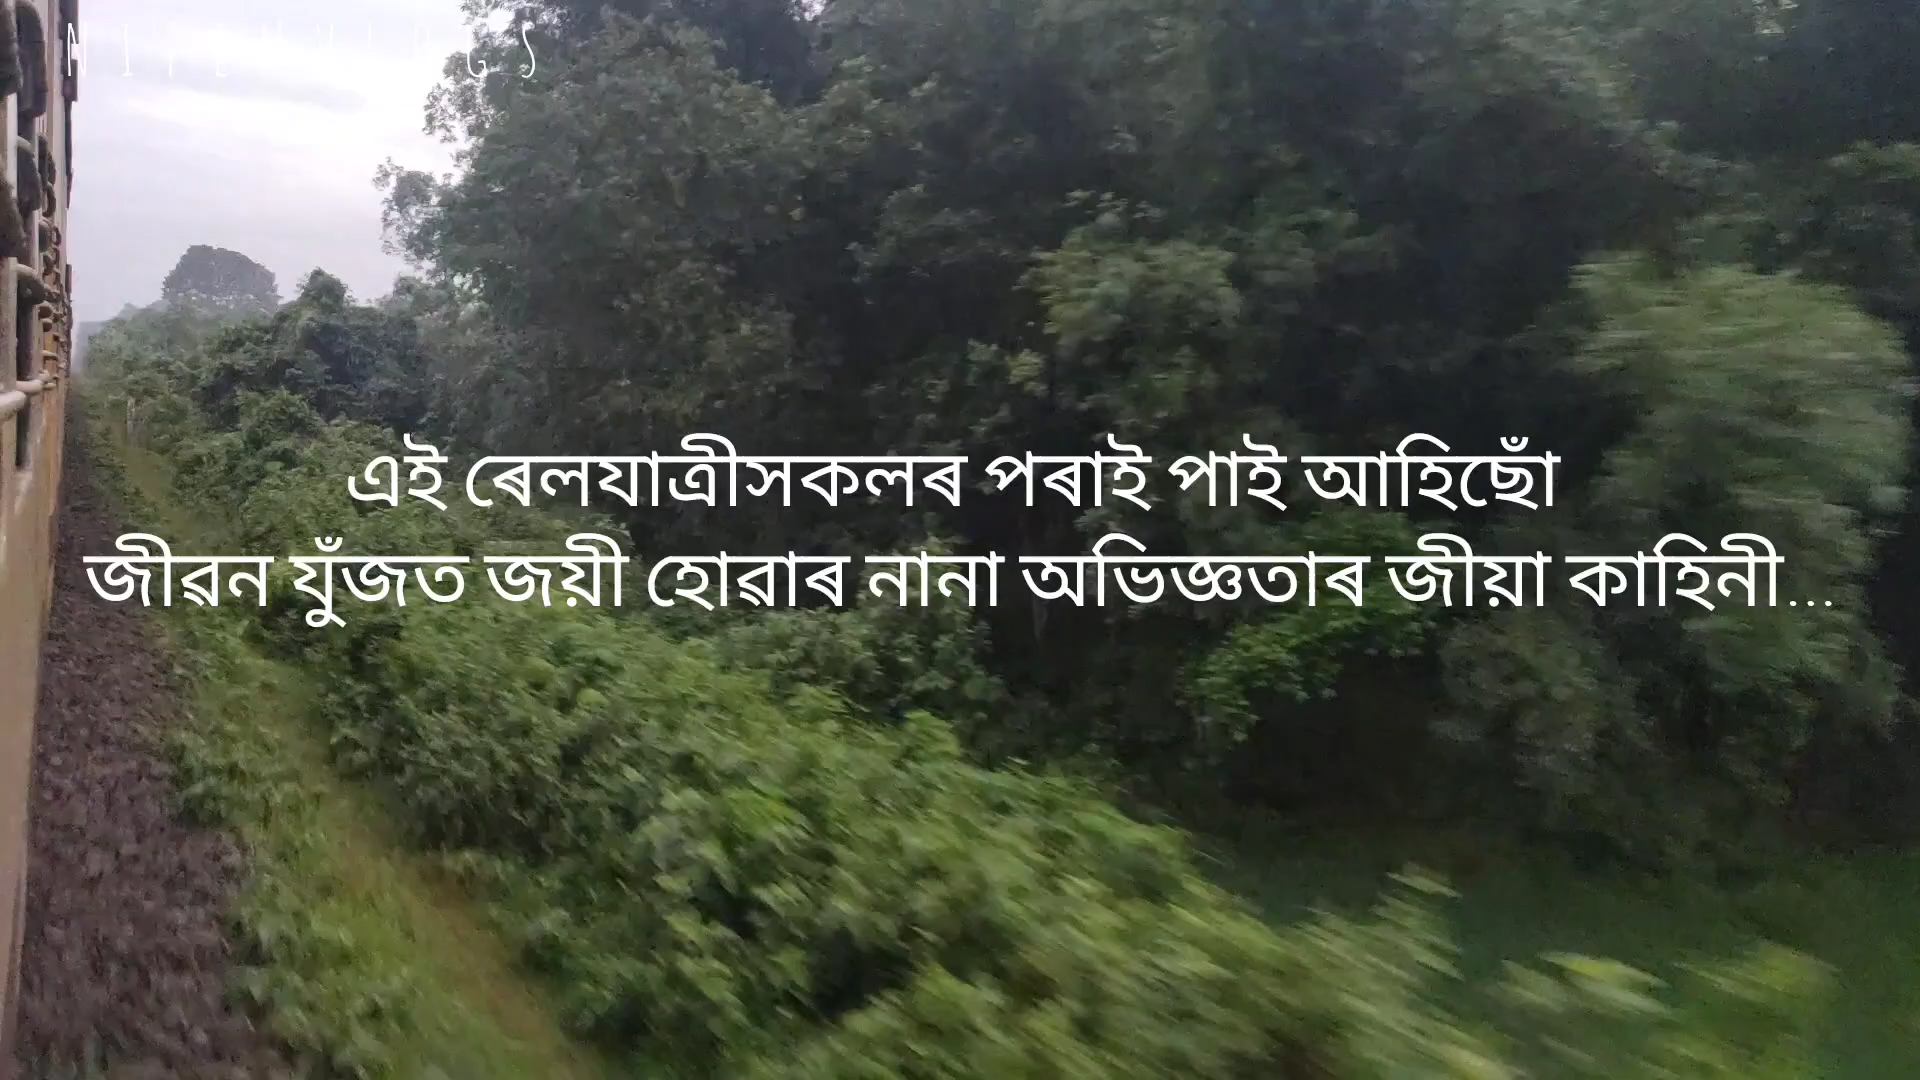 এই ৰেলযাত্ৰীসকলৰ পৰাই পাই আহিছোঁ
জীৱন যুঁজত জয়ী হোৱাৰ নানা অভিজ্ঞতাৰ জীয়া কাহিনী...